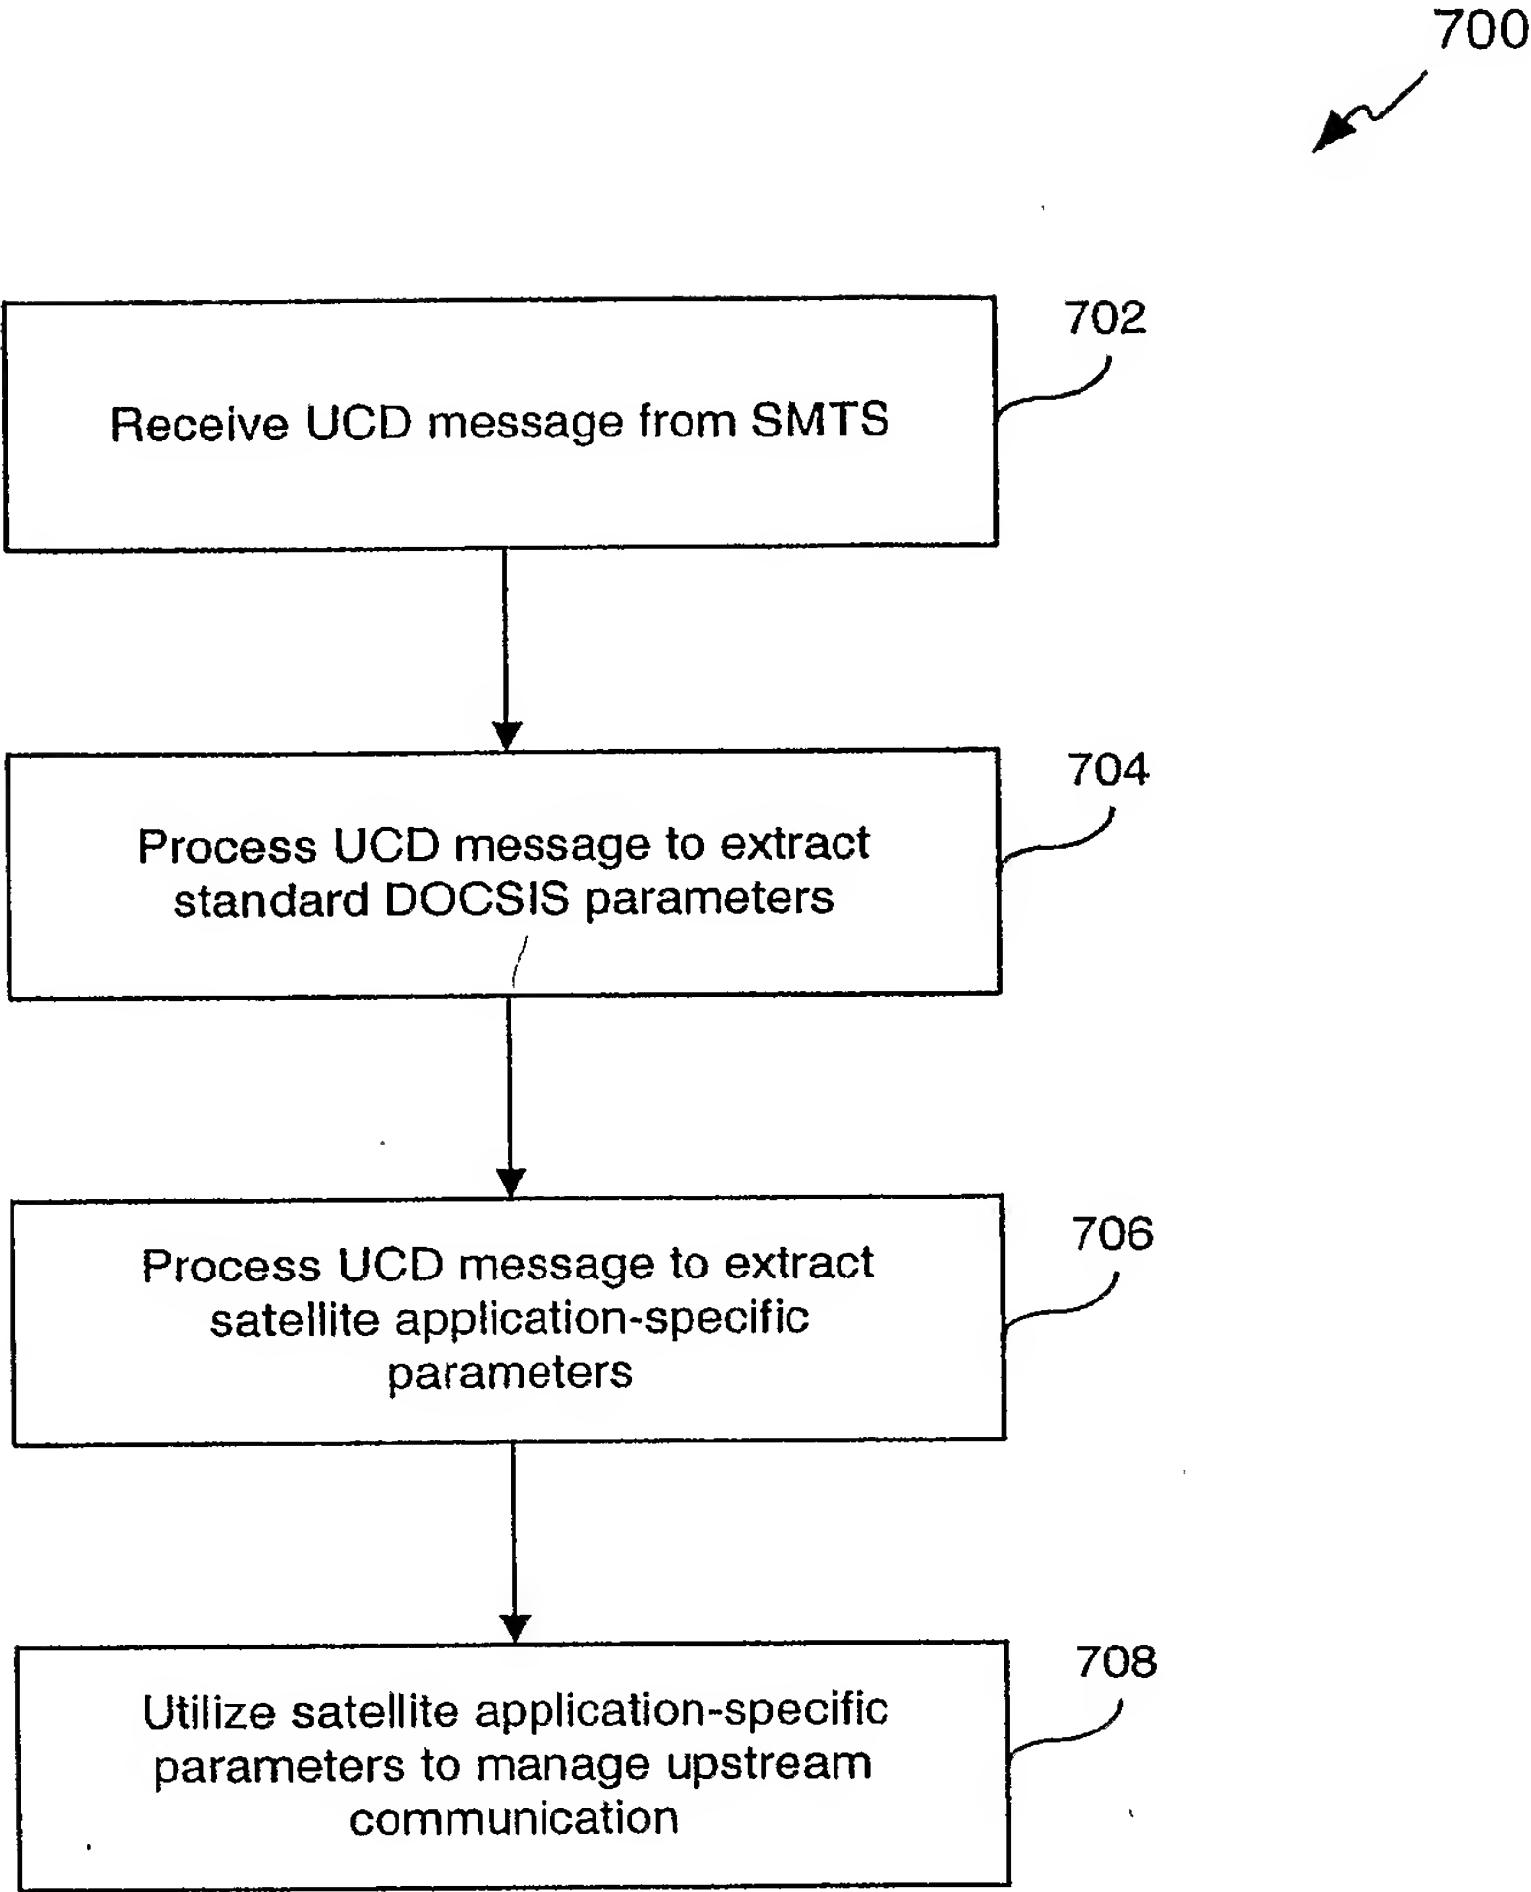 700
702
Receive UCD message from SMTS
704
Process UCD message to extract
standard DOCSIS parameters
706
Process UCD message to extract
satellite application-specific
parameters
708
Utilize satellite application-specific
parameters to manage upstream
communication